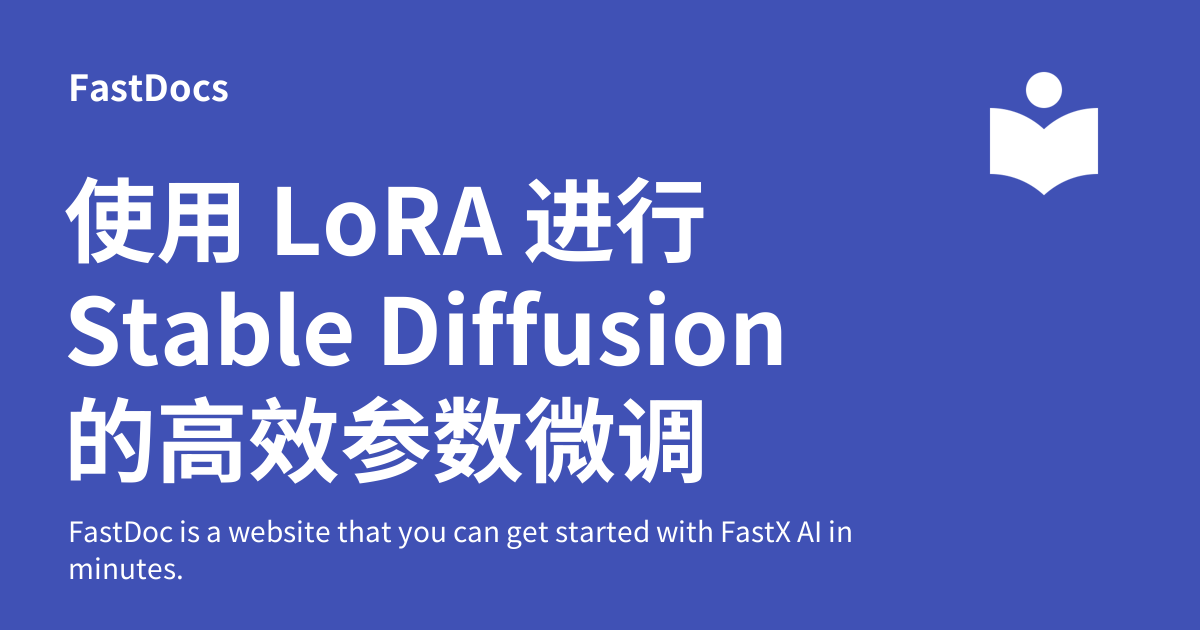 FastDocs
使用 LoRA 进行
Stable Diffusion
的高效参数微调
FastDoc is a website that you can get started with FastX AI in
minutes.